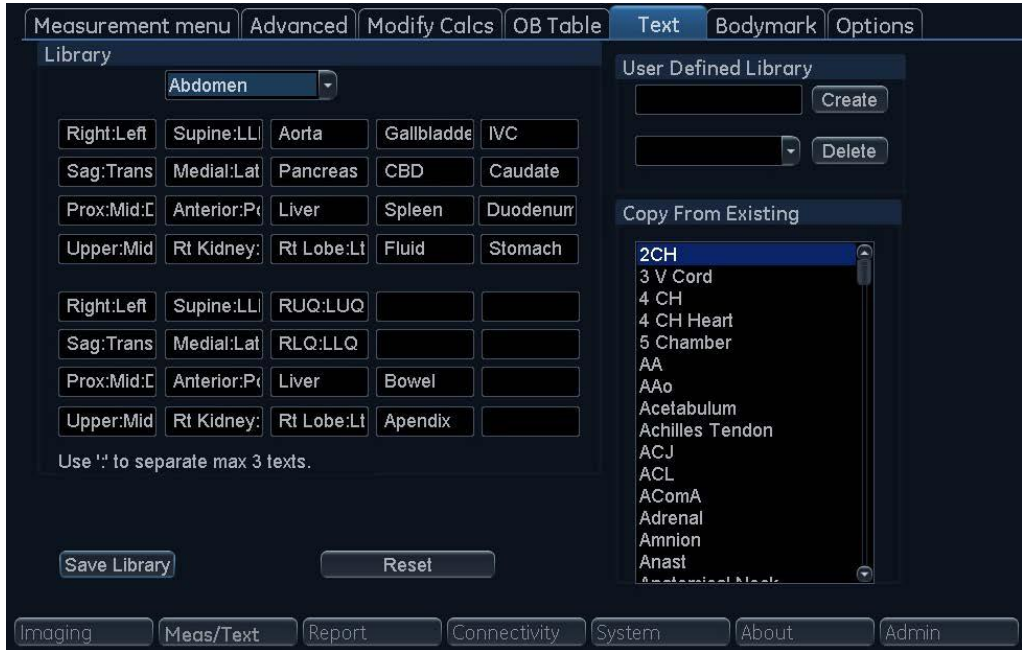 Measurement menu Advanced Modify Calcs OB Table Text Bodymark Options
Library
Abdomen
Right:Left Supine:LL Aorta Gallbladde IVC
Sag:Trans Medial:Lat Pancreas CBD Caudate
Prox:Mid: Anterior:P Liver Spleen Duodenum
Upper:Mid Rt Kidney: Rt Lobe:Lt Fluid Stomach
Right:Left Supine:LL RUQ:LUQ
Sag:Trans Medial:Lat RLQ:LLQ
Prox:Mid: Anterior:P Liver Bowel
Upper:Mid Rt Kidney: Rt Lobe:Lt Apendix
Use ':' to separate max 3 texts.
Save Library Reset
User Defined Library
Create
Delete
Copy From Existing
2CH
3 V Cord
4 CH
4 CH Heart
5 Chamber
AA
AAo
Acetabulum
Achilles Tendon
ACJ
ACL
AComA
Adrenal
Amnion
Anast
Anatomical Neck
Imaging Meas/Text Report Connectivity System About Admin